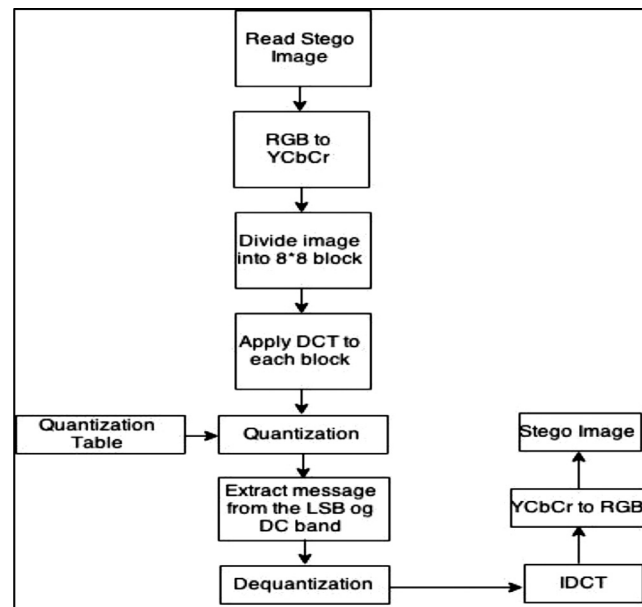 Read Stego
Image
RGB to
YCbCr
Divide image
into 8*8 block
Apply DCT to
each block
Quantization
Table
Quantization
Extract message
from the LSB og
DC band
Dequantization
IDCT
YCbCr to RGB
Stego Image